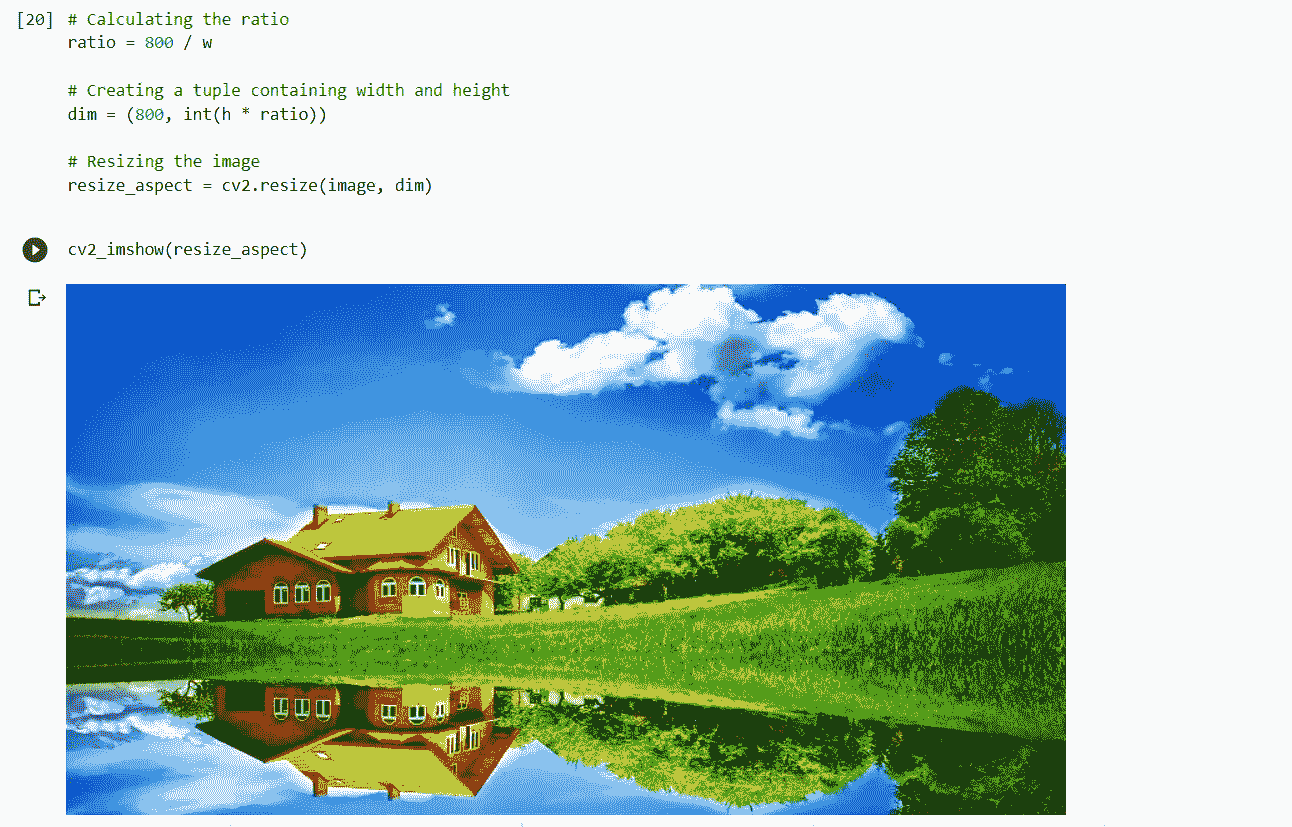 [20] # Calculating the ratio
ratio = 800 / w
# Creating a tuple containing width and height
dim = (800, int(h * ratio))
# Resizing the image
resize_aspect = cv2.resize(image, dim)
cv2_imshow(resize_aspect)